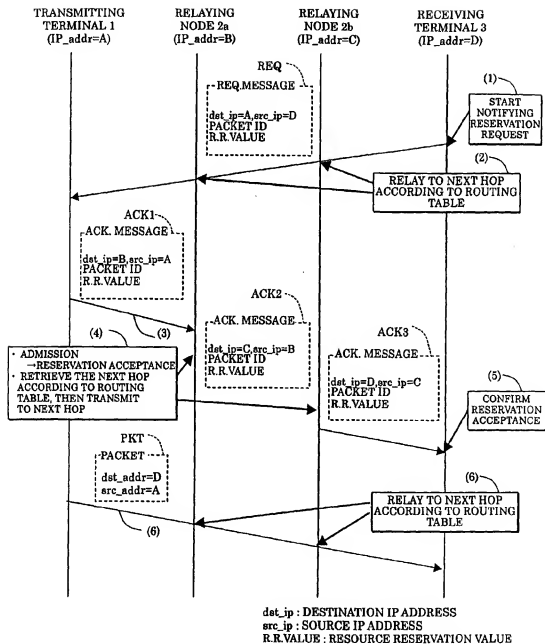 TRANSMITTING
TERMINAL 1
(IP_addr=A)
RELAYING
NODE 2a
(IP_addr=B)
RELAYING
NODE 2b
(IP_addr=C)
RECEIVING
TERMINAL 3
(IP_addr=D)
REQ
REQ.MESSAGE
dst_ip=A,src_ip=D
PACKET ID
R.R.VALUE
(1)
START
NOTIFYING
RESERVATION
REQUEST
(2)
RELAY TO NEXT HOP
ACCORDING TO ROUTING
TABLE
ACK1
ACK. MESSAGE
dst_ip=B,src_ip=A
PACKET ID
R.R.VALUE
(3)
ACK2
ACK. MESSAGE
dst_ip=C,src_ip=B
PACKET ID
R.R.VALUE
(4)
· ADMISSION
→RESERVATION ACCEPTANCE
· RETRIEVE THE NEXT HOP
ACCORDING TO ROUTING
TABLE, THEN TRANSMIT
TO NEXT HOP
ACK3
ACK. MESSAGE
dst_ip=D,src_ip=C
PACKET ID
R.R.VALUE
(5)
CONFIRM
RESERVATION
ACCEPTANCE
PKT
PACKET
dst_addr=D
src_addr=A
(6)
(6)
RELAY TO NEXT HOP
ACCORDING TO ROUTING
TABLE
dst_ip : DESTINATION IP ADDRESS
src_ip : SOURCE IP ADDRESS
R.R.VALUE : RESOURCE RESERVATION VALUE